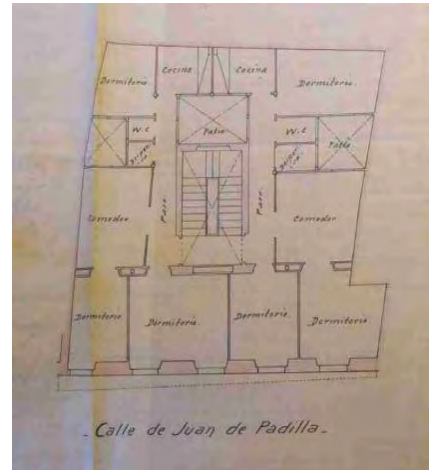 Cocina Cocina
Dormitorio. Dormitorio.
W.C. Patio W.C.
Patio
Comedor Paso Paso Comedor
Dormitorio Dormitorio. Dormitorio. Dormitorio.
_ Calle de Juan de Padilla _